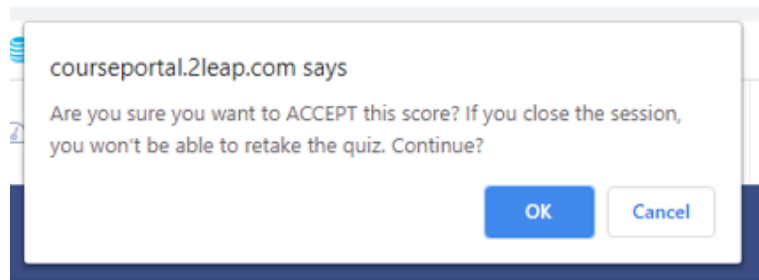 courseportal.2leap.com says
Are you sure you want to ACCEPT this score? If you close the session,
you won't be able to retake the quiz. Continue?
OK
Cancel